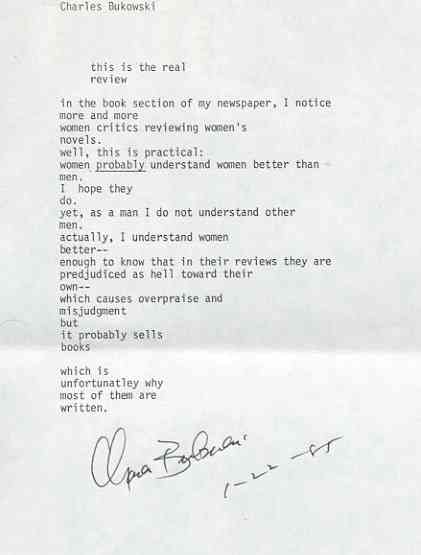 Charles Bukowski
this is the real
review
in the book section of my newspaper, I notice
more and more
women critics reviewing women's
novels.
well, this is practical:
women probably understand women better than
men.
I hope they
do.
yet, as a man I do not understand other
men.
actually, I understand women
better--
enough to know that in their reviews they are
predjudiced as hell toward their
own--
which causes overpraise and
misjudgment
but
it probably sells
books
which is
unfortunatley why
most of them are
written.
1-22-85